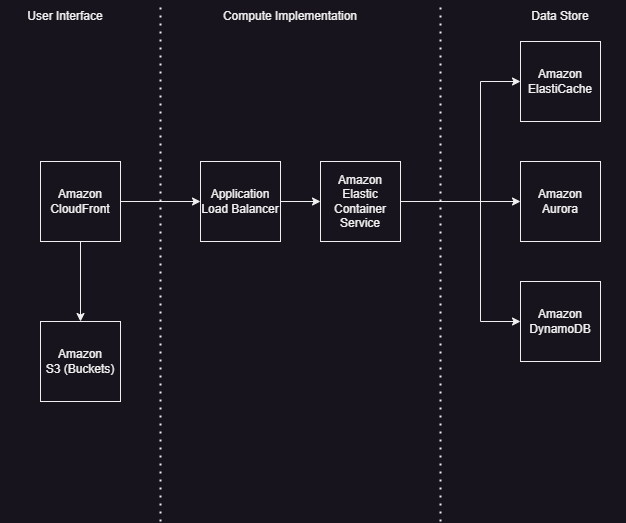 User Interface
Compute Implementation
Data Store
Amazon
ElastiCache
Amazon
CloudFront
Application
Load Balancer
Amazon
Elastic
Container
Service
Amazon
Aurora
Amazon
S3 (Buckets)
Amazon
DynamoDB